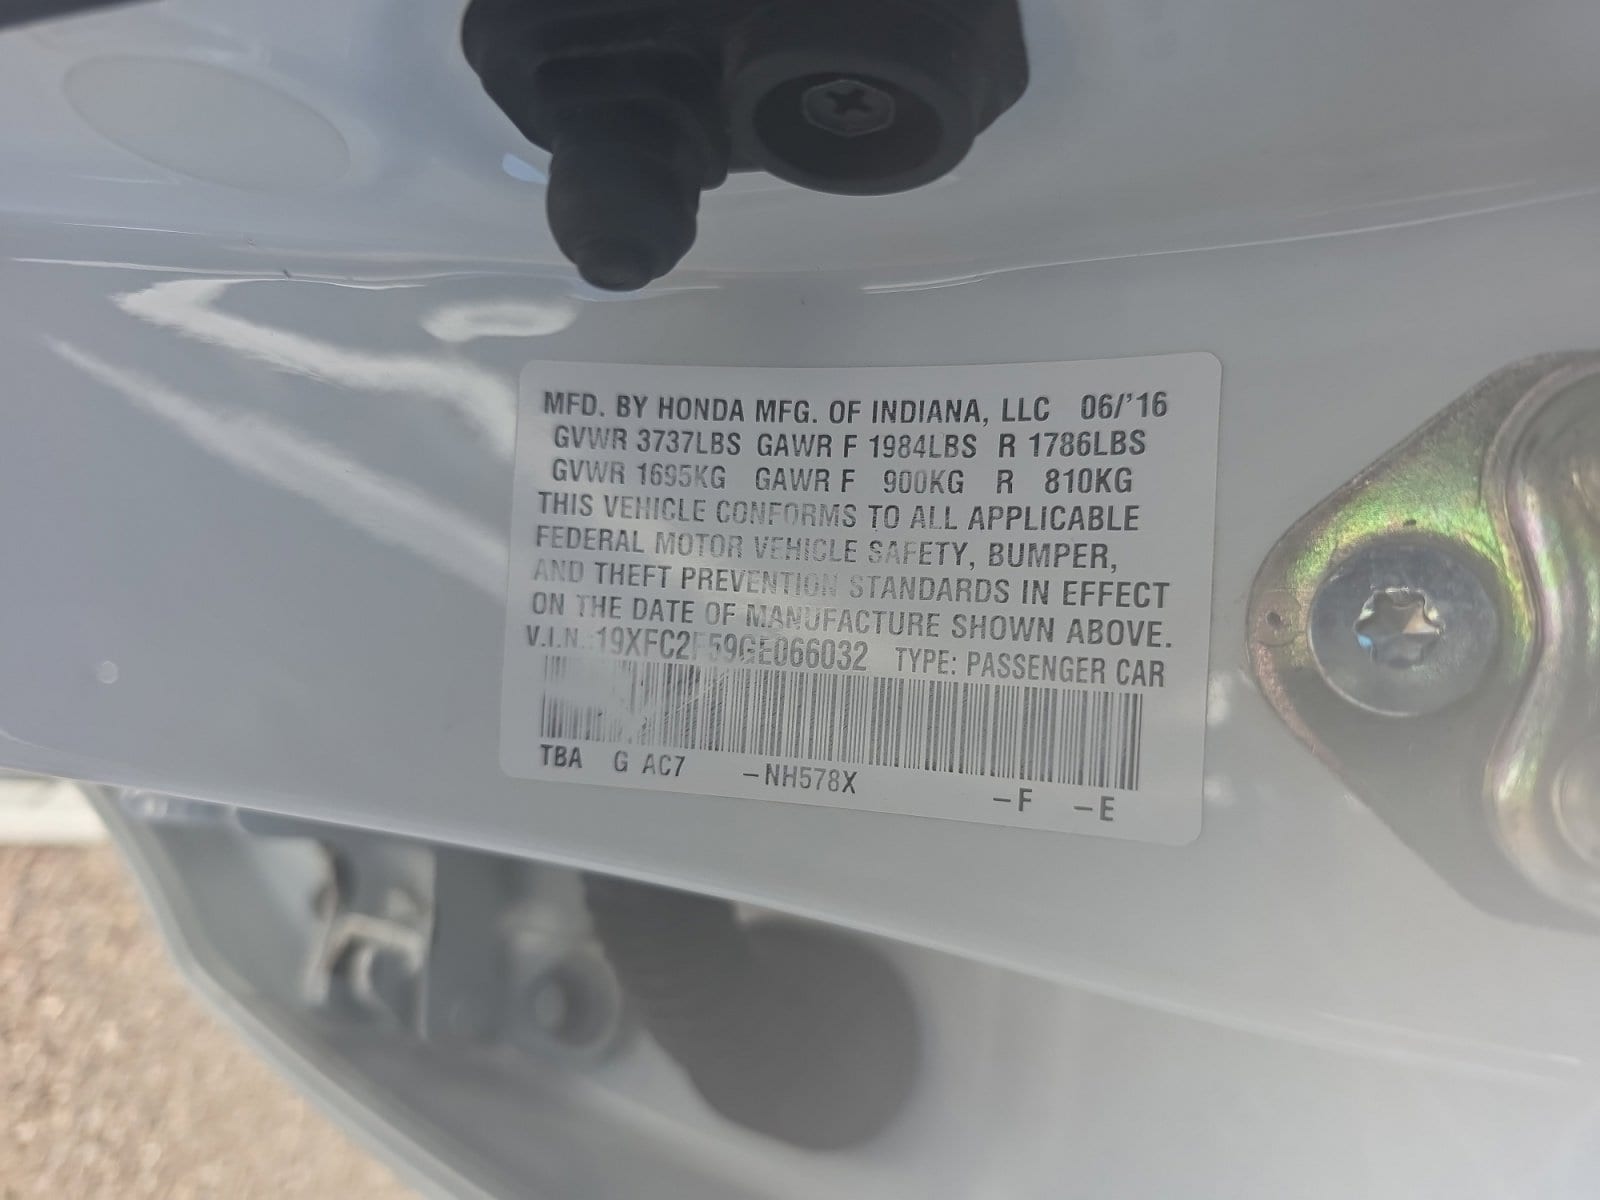 MFD. BY HONDA MFG. OF INDIANA, LLC 06/'16
GVWR 3737LBS GAWR F 1984LBS R 1786LBS
GVWR 1695KG GAWR F 900KG R 810KG
THIS VEHICLE CONFORMS TO ALL APPLICABLE
FEDERAL MOTOR VEHICLE SAFETY, BUMPER,
AND THEFT PREVENTION STANDARDS IN EFFECT
ON THE DATE OF MANUFACTURE SHOWN ABOVE.
V.I.N.:19XFC2F59GE066032 TYPE: PASSENGER CAR
TBA G AC7 –NH578X –F –E